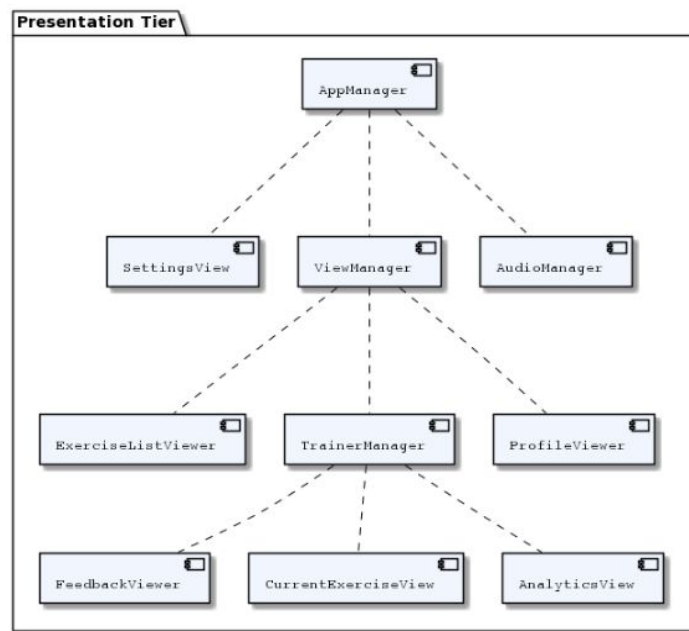 Presentation Tier
AppManager
SettingsView
ViewManager
AudioManager
ExerciseListViewer
TrainerManager
ProfileViewer
FeedbackViewer
CurrentExerciseView
AnalyticsView